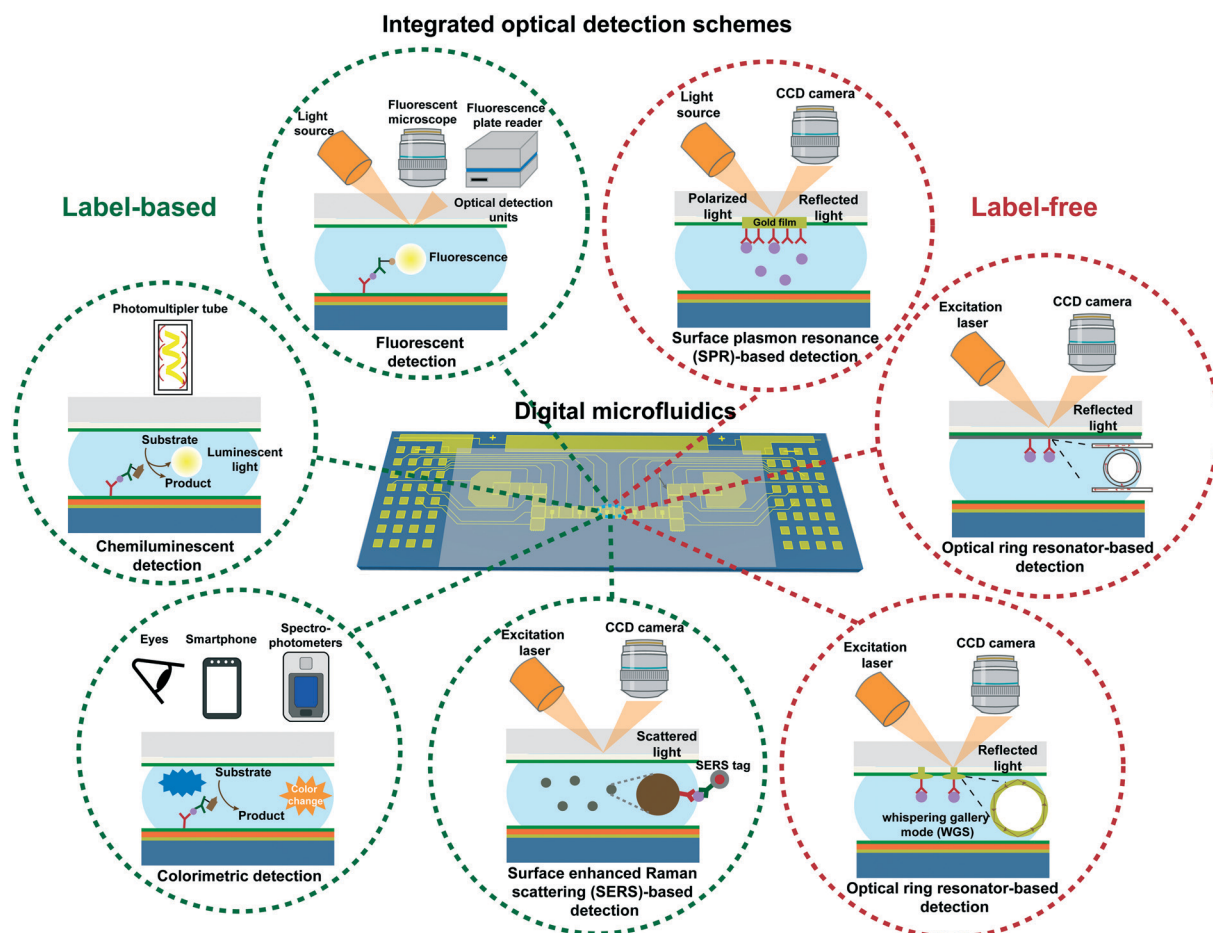 Integrated optical detection schemes
Label-based
Label-free
Light
source
Fluorescent
microscope
Fluorescence
plate reader
Optical detection
units
Fluorescence
Fluorescent
detection
Light
source
CCD camera
Polarized
light
Gold film
Reflected
light
Surface plasmon resonance
(SPR)-based detection
Photomultipler tube
Substrate
Luminescent
light
Product
Chemiluminescent
detection
Digital microfluidics
Excitation
laser
CCD camera
Reflected
light
Optical ring resonator-based
detection
Eyes
Smartphone
Spectro-
photometers
Substrate
Color
change
Product
Colorimetric detection
Excitation
laser
CCD camera
Scattered
light
SERS tag
Surface enhanced Raman
scattering (SERS)-based
detection
Excitation
laser
CCD camera
Reflected
light
whispering gallery
mode (WGS)
Optical ring resonator-based
detection